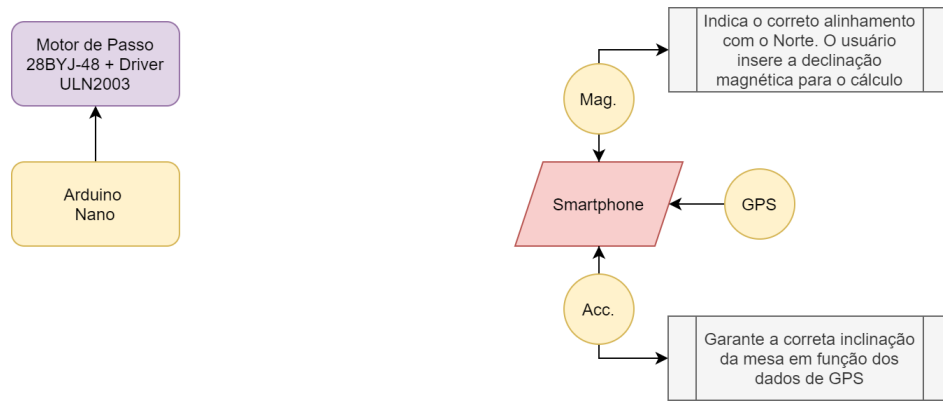 Motor de Passo
28BYJ-48 + Driver
ULN2003
Arduino
Nano
Indica o correto alinhamento
com o Norte. O usuário
insere a declinação
magnética para o cálculo
Mag.
Smartphone
GPS
Acc.
Garante a correta inclinação
da mesa em função dos
dados de GPS